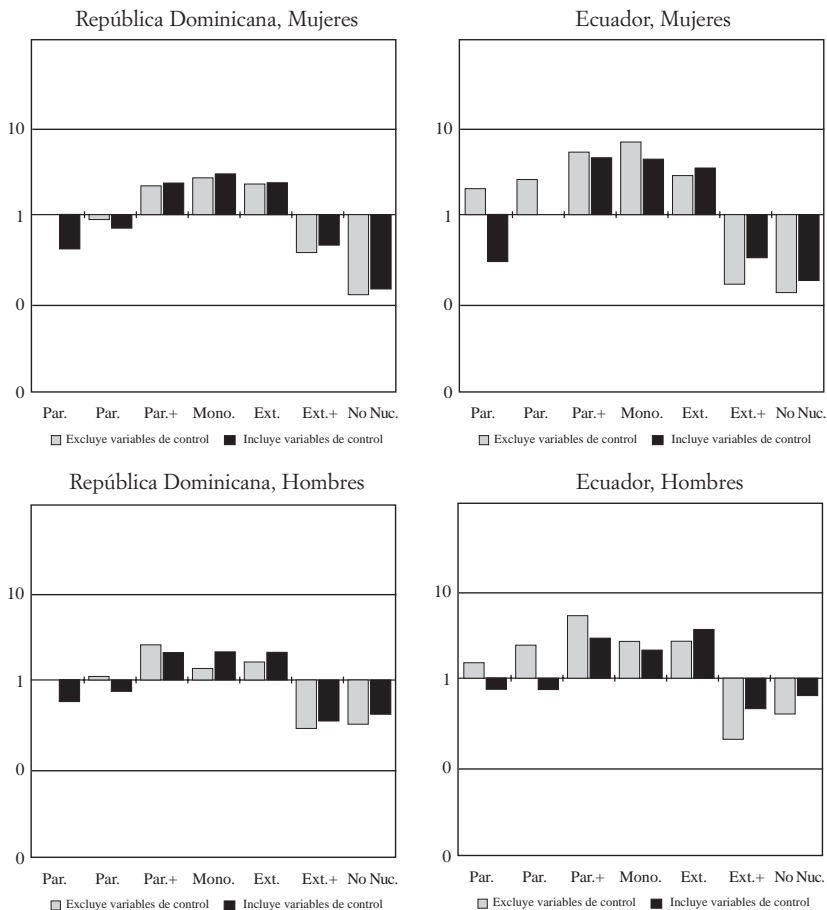 República Dominicana, Mujeres
10
1
0
0
Par. Par. Par.+ Mono. Ext. Ext.+ No Nuc.
Excluye variables de control Incluye variables de control
Ecuador, Mujeres
10
1
0
0
Par. Par. Par.+ Mono. Ext. Ext.+ No Nuc.
Excluye variables de control Incluye variables de control
República Dominicana, Hombres
10
1
0
0
Par. Par. Par.+ Mono. Ext. Ext.+ No Nuc.
Excluye variables de control Incluye variables de control
Ecuador, Hombres
10
1
0
0
Par. Par. Par.+ Mono. Ext. Ext.+ No Nuc.
Excluye variables de control Incluye variables de control